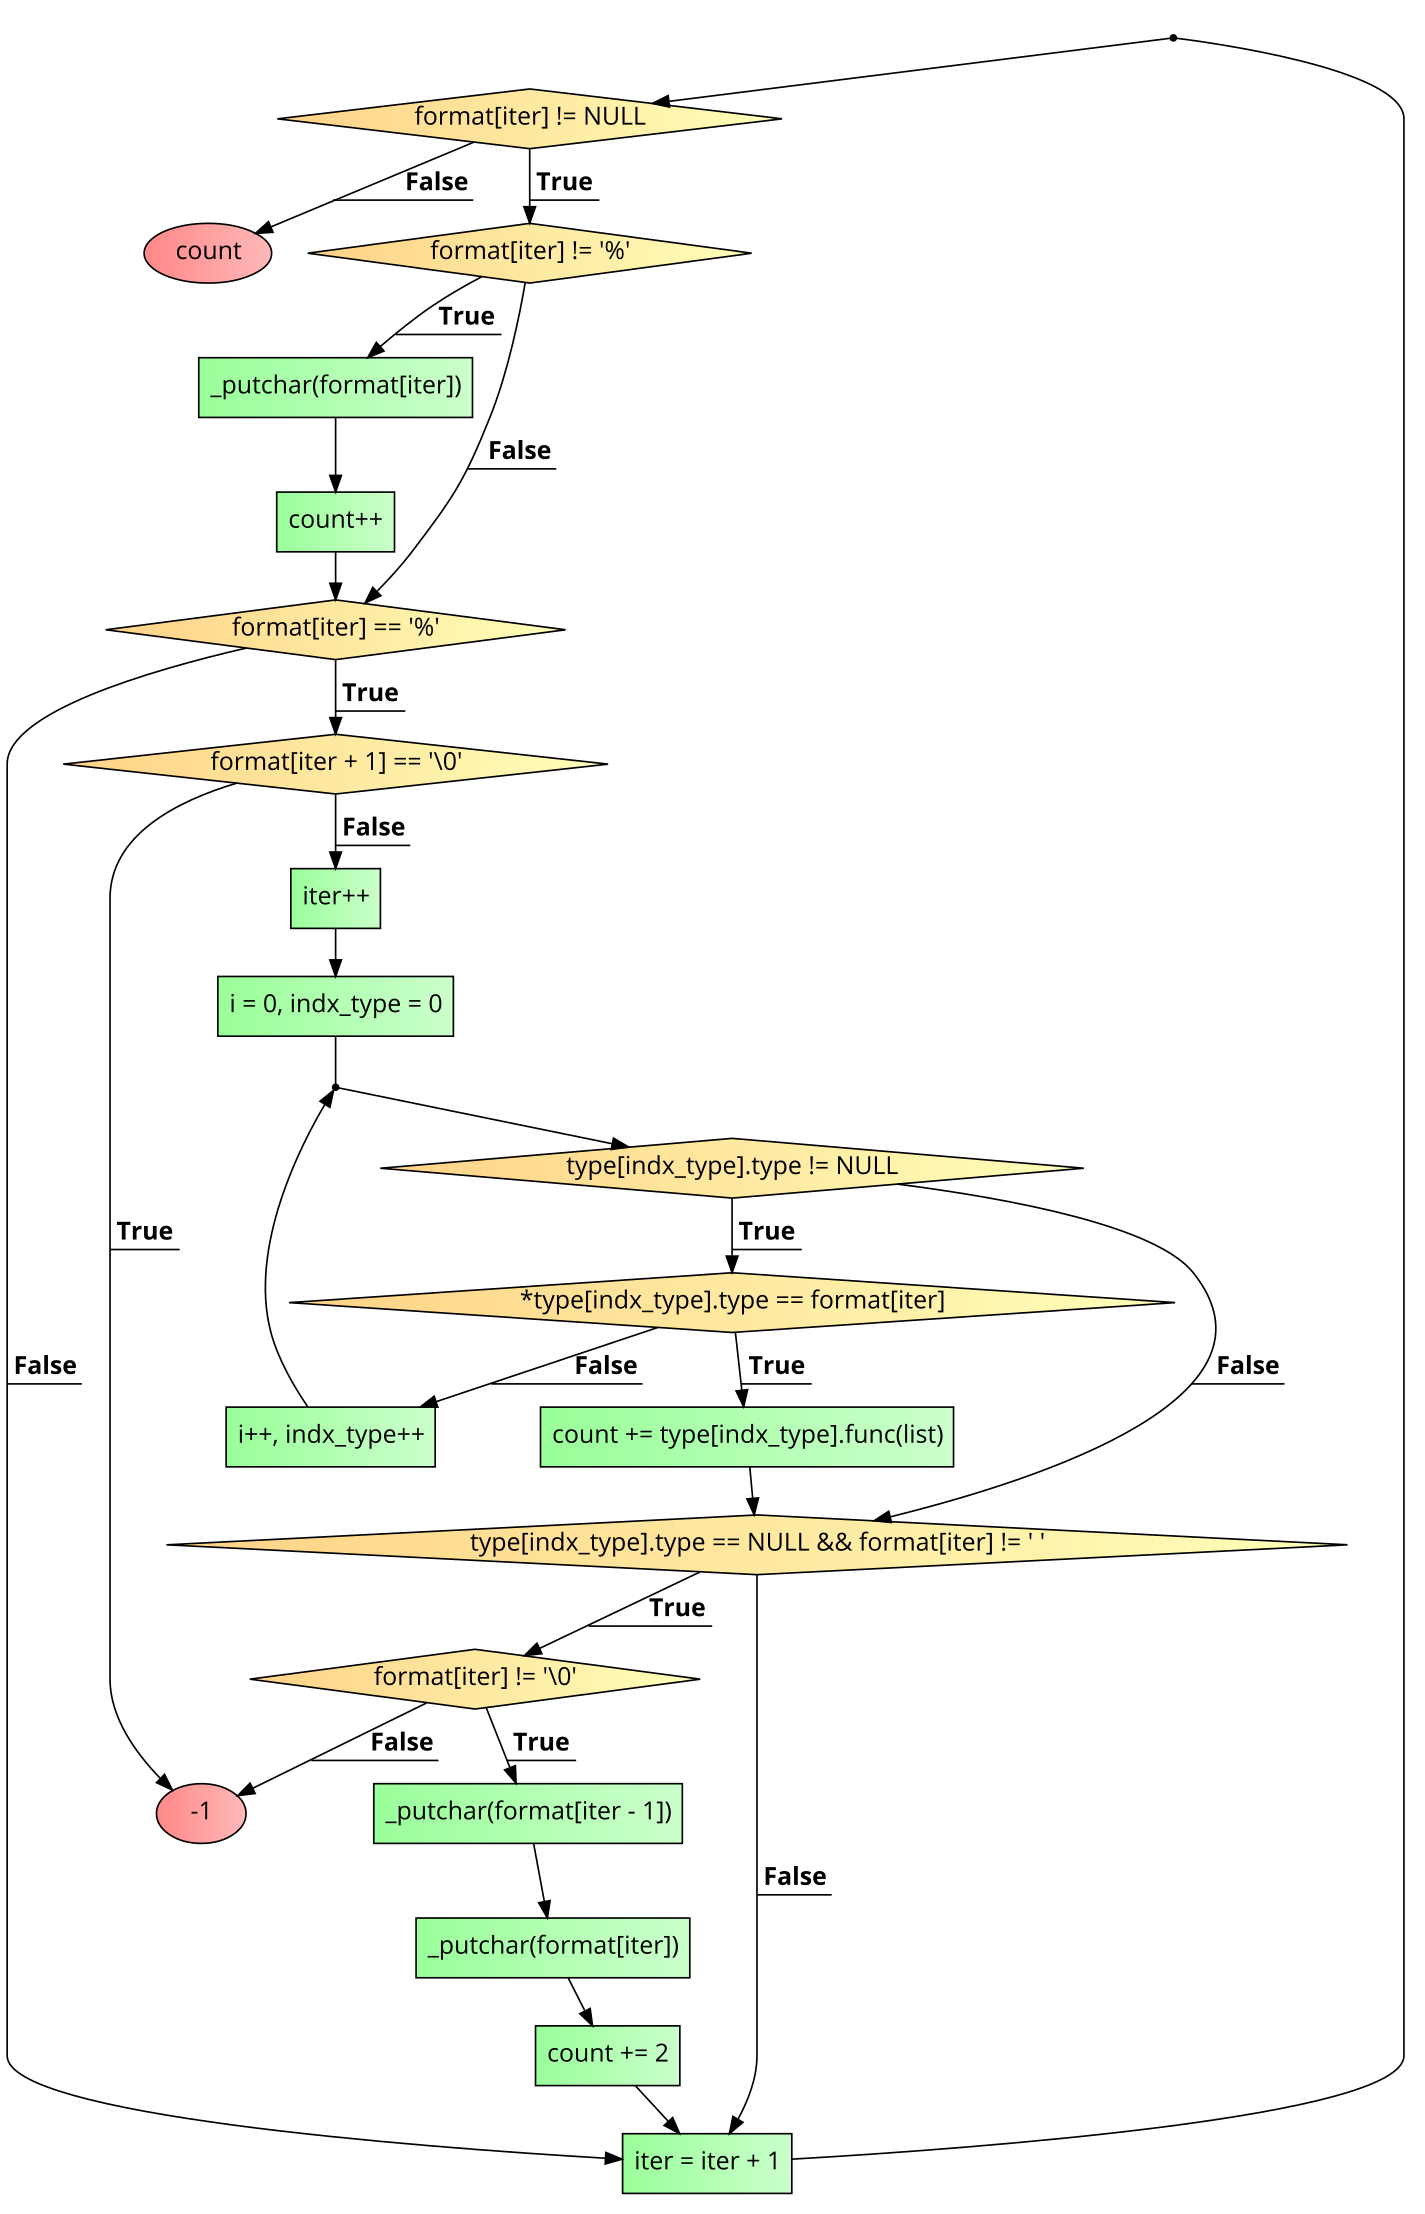 format[iter] != NULL
False
True
count
format[iter] != '%'
True
_putchar(format[iter])
False
count++
format[iter] == '%'
True
format[iter + 1] == '\0'
False
iter++
i = 0, indx_type = 0
type[indx_type].type != NULL
True
True
*type[indx_type].type == format[iter]
False
False
True
False
i++, indx_type++
count += type[indx_type].func(list)
type[indx_type].type == NULL && format[iter] != ' '
True
format[iter] != '\0'
False
True
-1
_putchar(format[iter - 1])
False
_putchar(format[iter])
count += 2
iter = iter + 1